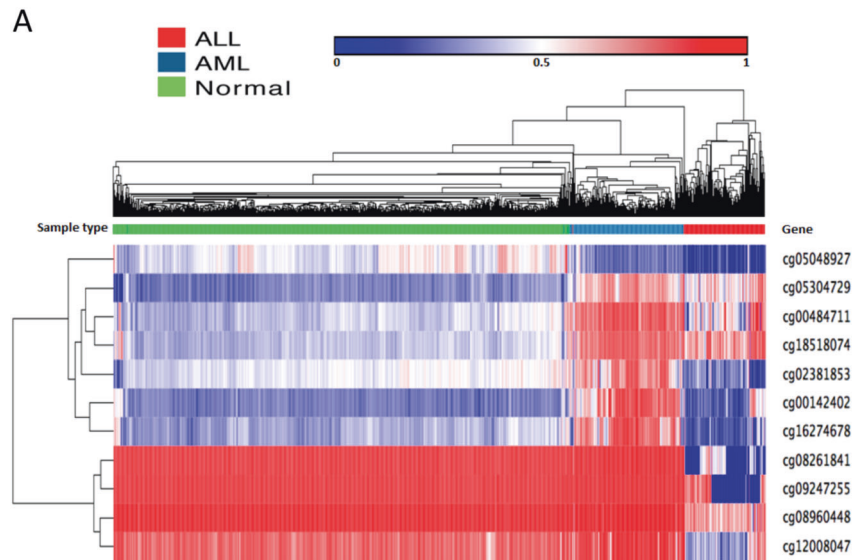 A
ALL
AML
Normal
0 0.5 1
Sample type Gene
cg05048927
cg05304729
cg00484711
cg18518074
cg02381853
cg00142402
cg16274678
cg08261841
cg09247255
cg08960448
cg12008047